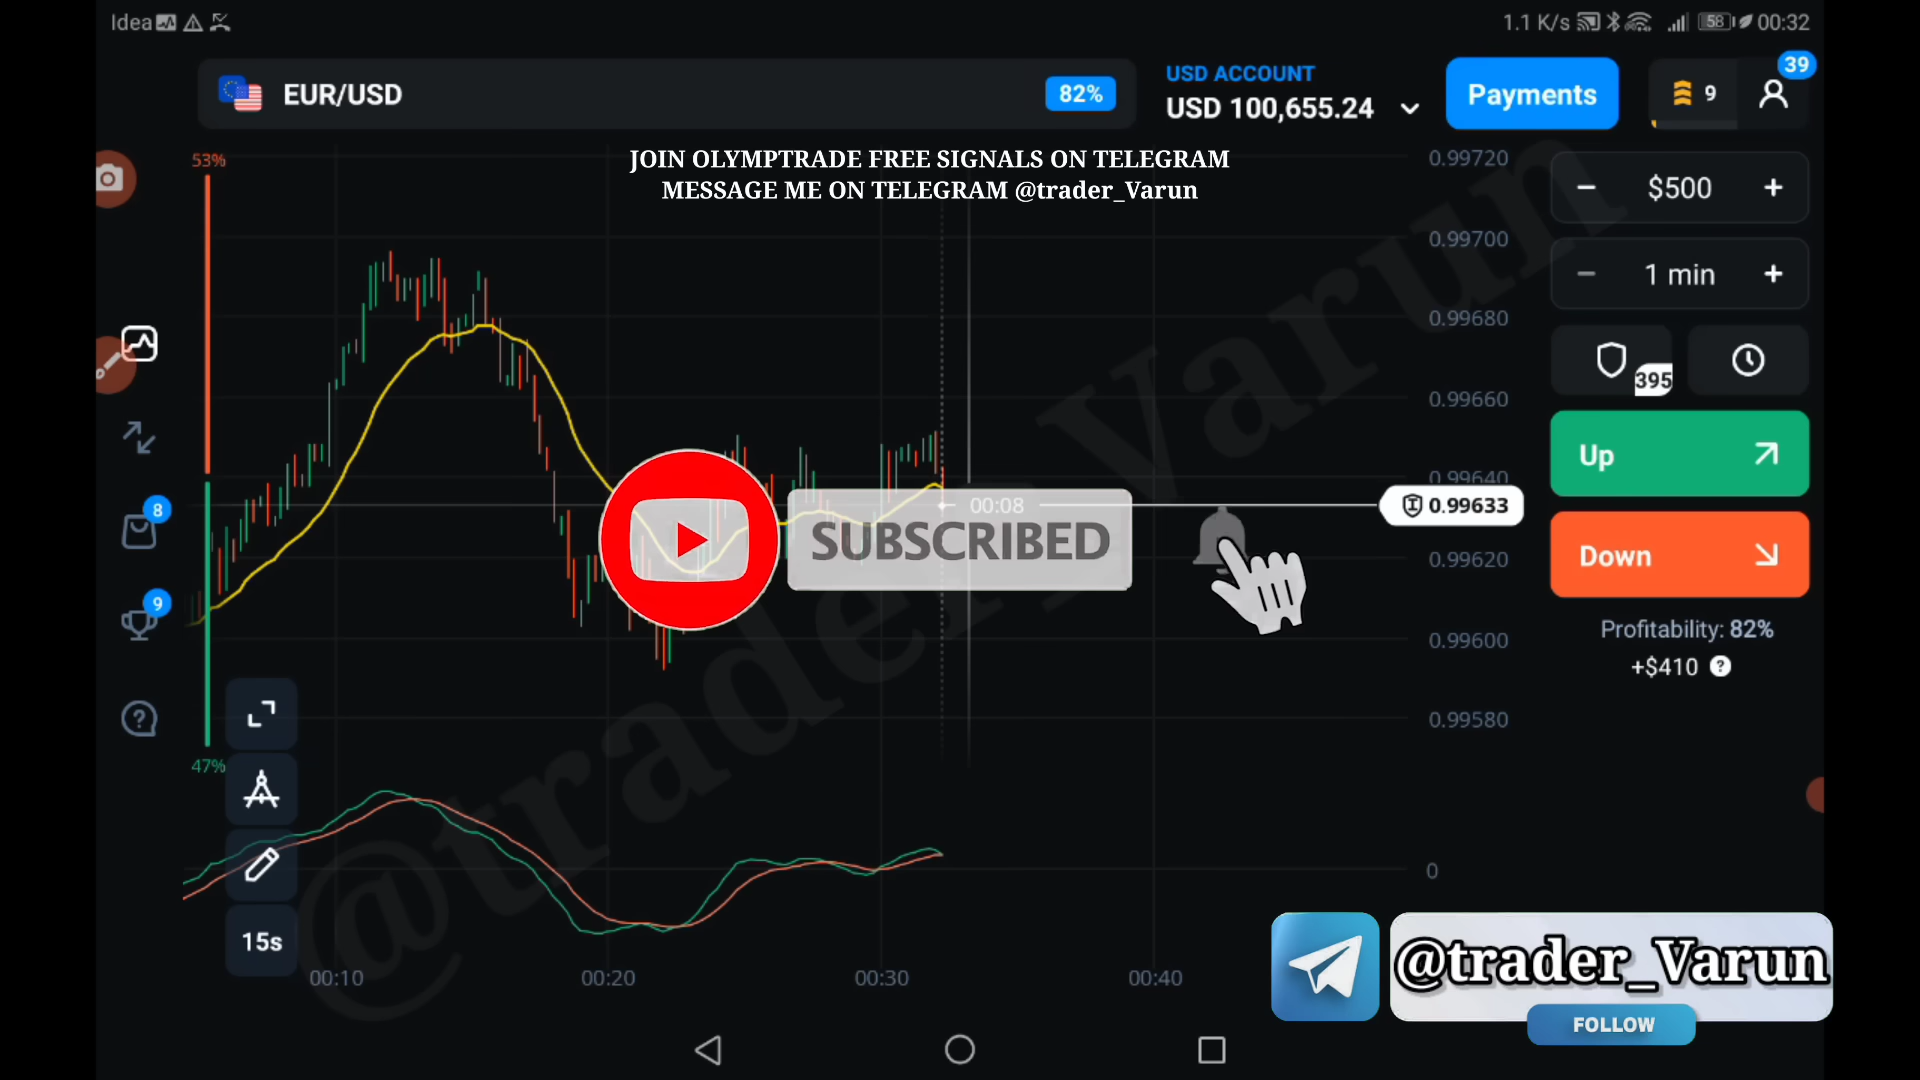 Idea
1.1 K/s 58 00:32
EUR/USD 82%
USD ACCOUNT
USD 100,655.24
Payments
9
39
JOIN OLYMPTRADE FREE SIGNALS ON TELEGRAM
MESSAGE ME ON TELEGRAM @trader_Varun
53%
0.99720
0.99700
0.99680
0.99660
0.99640
0.99633
0.99620
0.99600
0.99580
0
$500
1 min
395
Up
Down
Profitability: 82%
+$410
8
9
00:08
SUBSCRIBED
47%
15s
00:10 00:20 00:30 00:40
@trader_Varun
@trader_Varun
FOLLOW